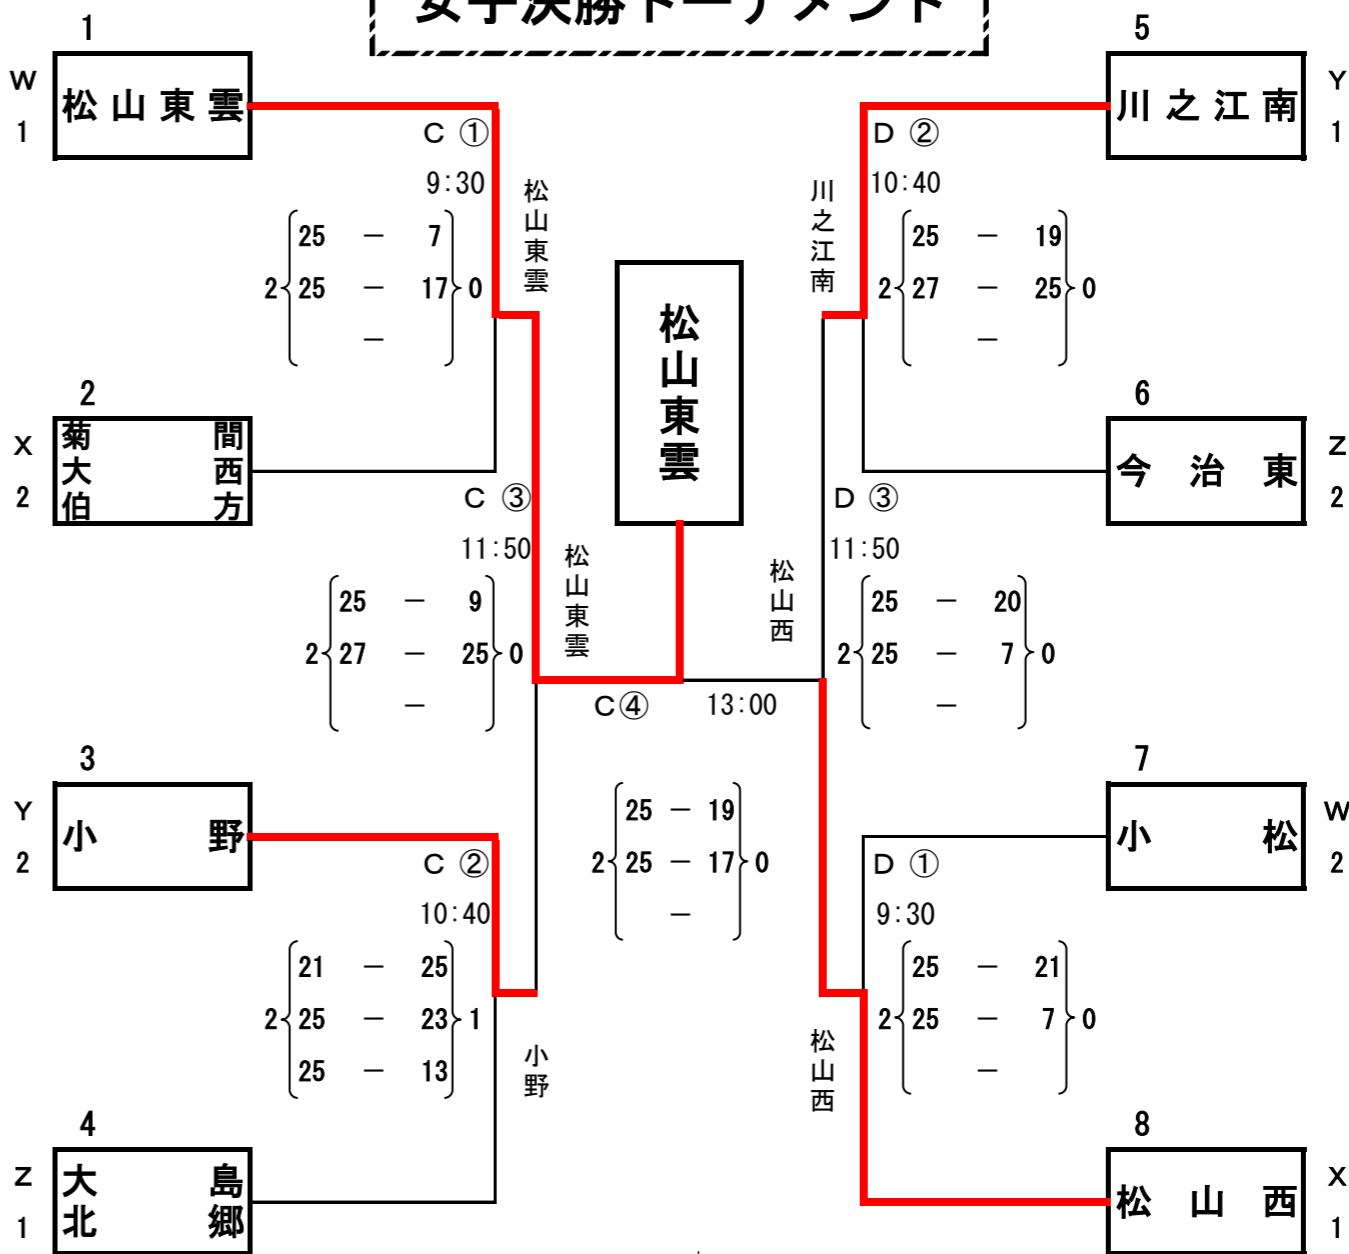 女子決勝トーナメント
1
W
1
松山東雲
C ①
9:30
松山東雲
25 － 7
2 25 － 17 0
－
2
X
2
菊間
大西
伯方
C ③
11:50
松山東雲
25 － 9
2 27 － 25 0
－
3
Y
2
小野
C ②
10:40
21 － 25
2 25 － 23 1
25 － 13
小野
4
Z
1
大島
北郷
松山東雲
C④ 13:00
25 － 19
2 25 － 17 0
－
5
Y
1
川之江南
D ②
10:40
川之江南
25 － 19
2 27 － 25 0
－
6
Z
2
今治東
D ③
11:50
松山西
25 － 20
2 25 － 7 0
－
7
W
2
小松
D ①
9:30
25 － 21
2 25 － 7 0
－
松山西
8
X
1
松山西